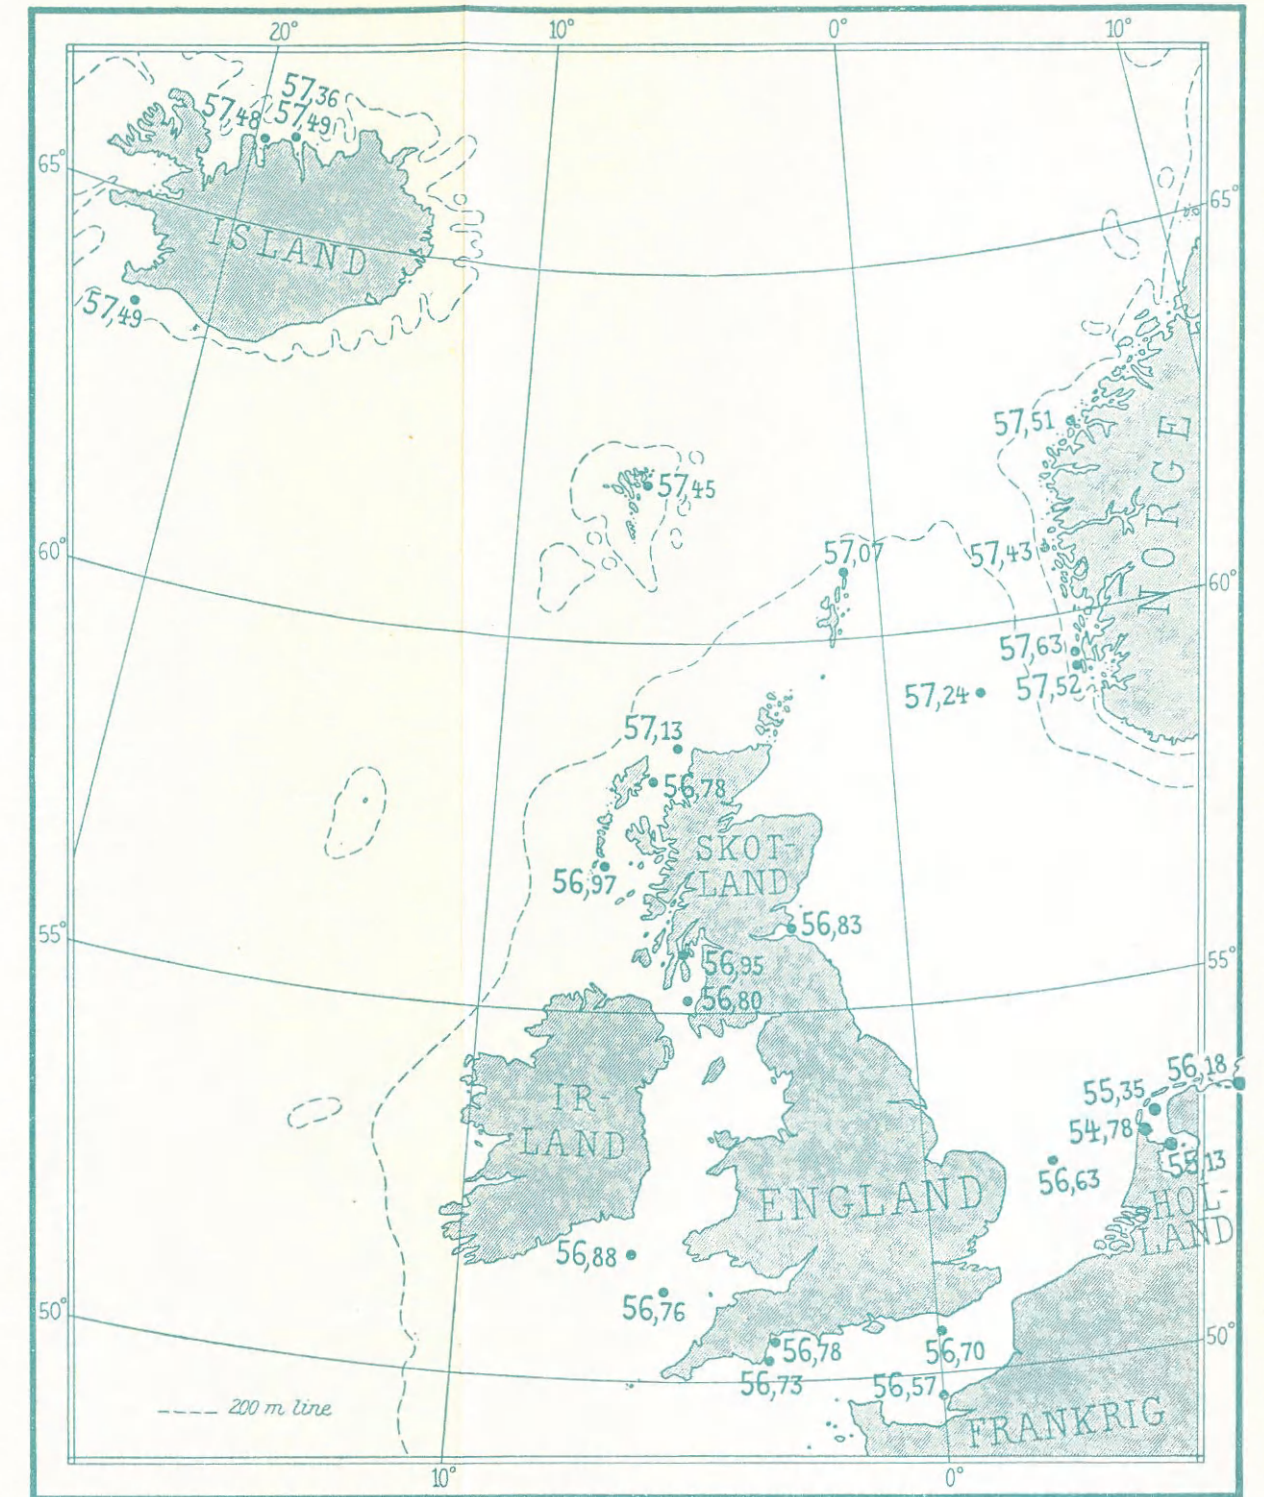 20° 10° 0° 10°
57,36
57,48 57,49
65°
65°
ISLAND
57,49
57,51
57,45
NORGE
57,07
57,43
60°
60°
57,63
57,24 57,52
57,13
56,78
SKOT-
LAND
56,97
56,83
55°
55°
56,95
56,80
56,18
55,35
54,78
55,13
IR-
LAND
56,63
ENGLAND
HOL-
LAND
56,88
56,76
50°
50°
56,78
56,70
56,73
56,57
200 m line
FRANKRIG
10° 0°